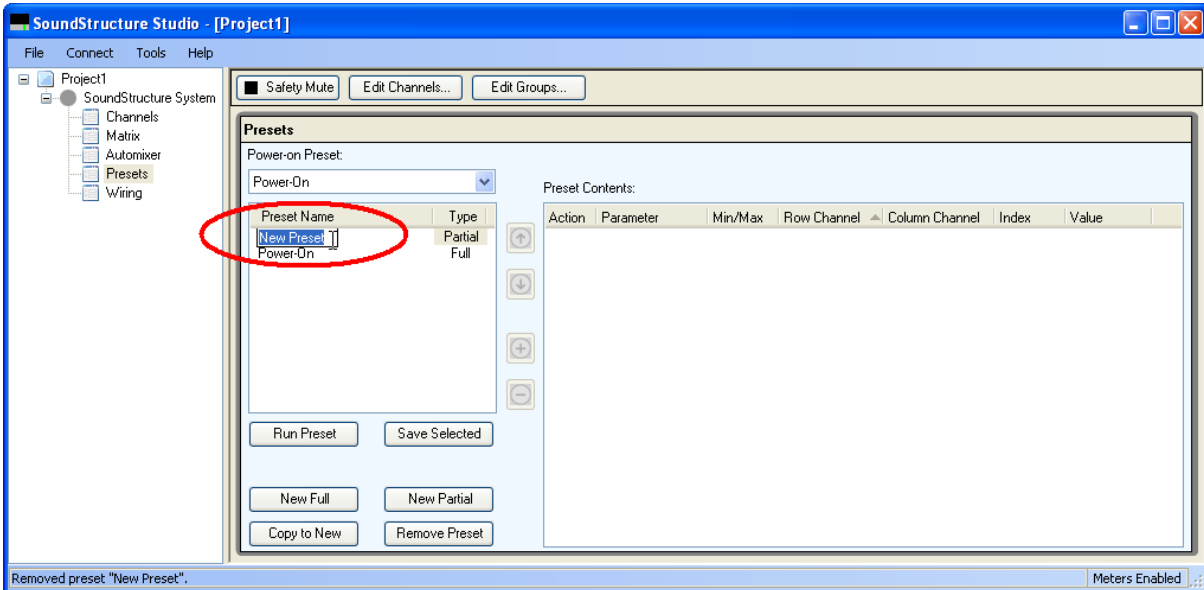 SoundStructure Studio - [Project1]
File Connect Tools Help
Project1
SoundStructure System
Channels
Matrix
Automixer
Presets
Wiring
Safety Mute Edit Channels... Edit Groups...
Presets
Power-on Preset:
Power-On
Preset Contents:
Preset Name Type
New Preset Partial
Power-On Full
Action Parameter Min/Max Row Channel Column Channel Index Value
Run Preset Save Selected
New Full New Partial
Copy to New Remove Preset
Removed preset "New Preset". Meters Enabled